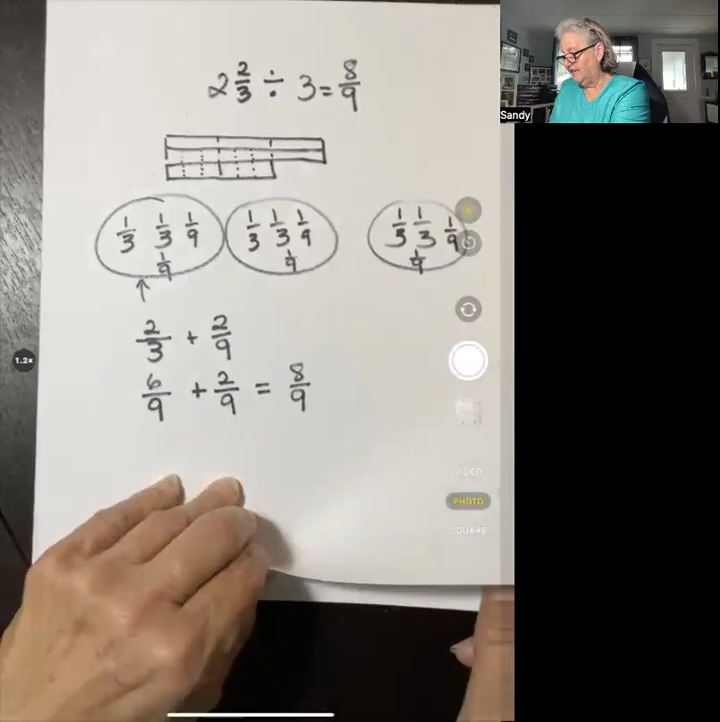 2 2/3 ÷ 3 = 8/9
1/3 1/3 1/9 1/3 1/3 1/9 1/3 1/3 1/9
1/9 1/9 1/9
2/3 + 2/9
6/9 + 2/9 = 8/9
1.2×
VIDEO
PHOTO
SQUARE
Sandy